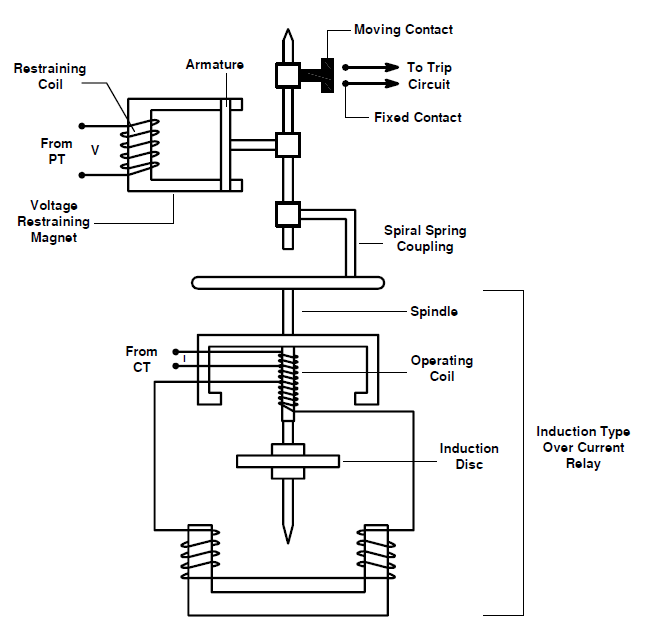 Moving Contact
Restraining
Coil
Armature
To Trip
Circuit
Fixed Contact
From
PT
V
Voltage
Restraining
Magnet
Spiral Spring
Coupling
Spindle
From
CT
I
Operating
Coil
Induction Type
Over Current
Relay
Induction
Disc